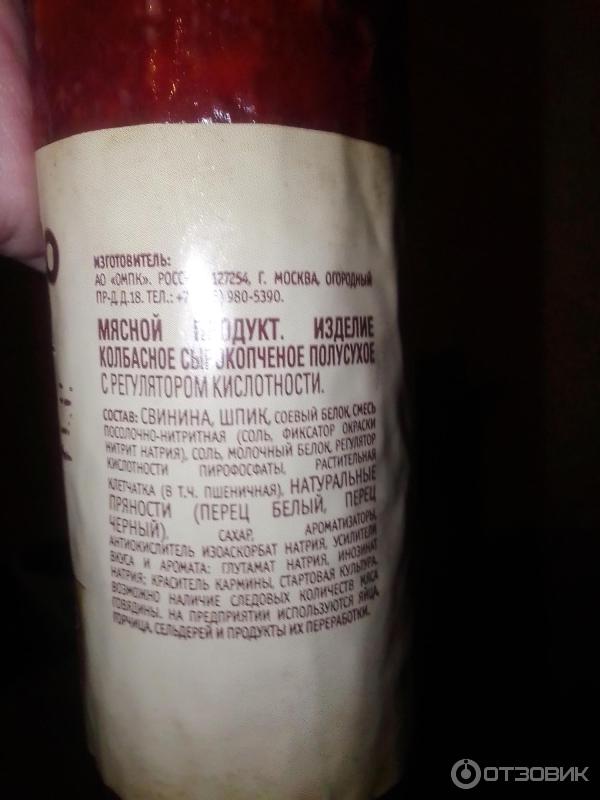 ИЗГОТОВИТЕЛЬ:
АО «ОМПК». 127254, Г. МОСКВА, ОГОРОДНЫЙ
ПР-Д, Д.18. ТЕЛ.: 980-5390.
МЯСНОЙ ПРОДУКТ. ИЗДЕЛИЕ
КОЛБАСНОЕ СЫРОКОПЧЕНОЕ ПОЛУСУХОЕ
С РЕГУЛЯТОРОМ КИСЛОТНОСТИ.
СОСТАВ: СВИНИНА, ШПИК, СОЕВЫЙ БЕЛОК, СМЕСЬ
ПОСОЛОЧНО-НИТРИТНАЯ (СОЛЬ, ФИКСАТОР ОКРАСКИ
НИТРИТ НАТРИЯ), СОЛЬ, МОЛОЧНЫЙ БЕЛОК, РЕГУЛЯТОР
КИСЛОТНОСТИ ПИРОФОСФАТЫ, РАСТИТЕЛЬНАЯ
КЛЕТЧАТКА (В Т.Ч. ПШЕНИЧНАЯ), НАТУРАЛЬНЫЕ
ПРЯНОСТИ (ПЕРЕЦ БЕЛЫЙ, ПЕРЕЦ
ЧЕРНЫЙ), САХАР, АРОМАТИЗАТОРЫ,
АНТИОКИСЛИТЕЛЬ ИЗОАСКОРБАТ НАТРИЯ, УСИЛИТЕЛИ
ВКУСА И АРОМАТА: ГЛУТАМАТ НАТРИЯ, ИНОЗИНАТ
НАТРИЯ; КРАСИТЕЛЬ КАРМИНЫ, СТАРТОВАЯ КУЛЬТУРА.
ВОЗМОЖНО НАЛИЧИЕ СЛЕДОВЫХ КОЛИЧЕСТВ МЯСА
ГОВЯДИНЫ. НА ПРЕДПРИЯТИИ ИСПОЛЬЗУЮТСЯ ЯЙЦА,
ГОРЧИЦА, СЕЛЬДЕРЕЙ И ПРОДУКТЫ ИХ ПЕРЕРАБОТКИ.
ОТЗОВИК